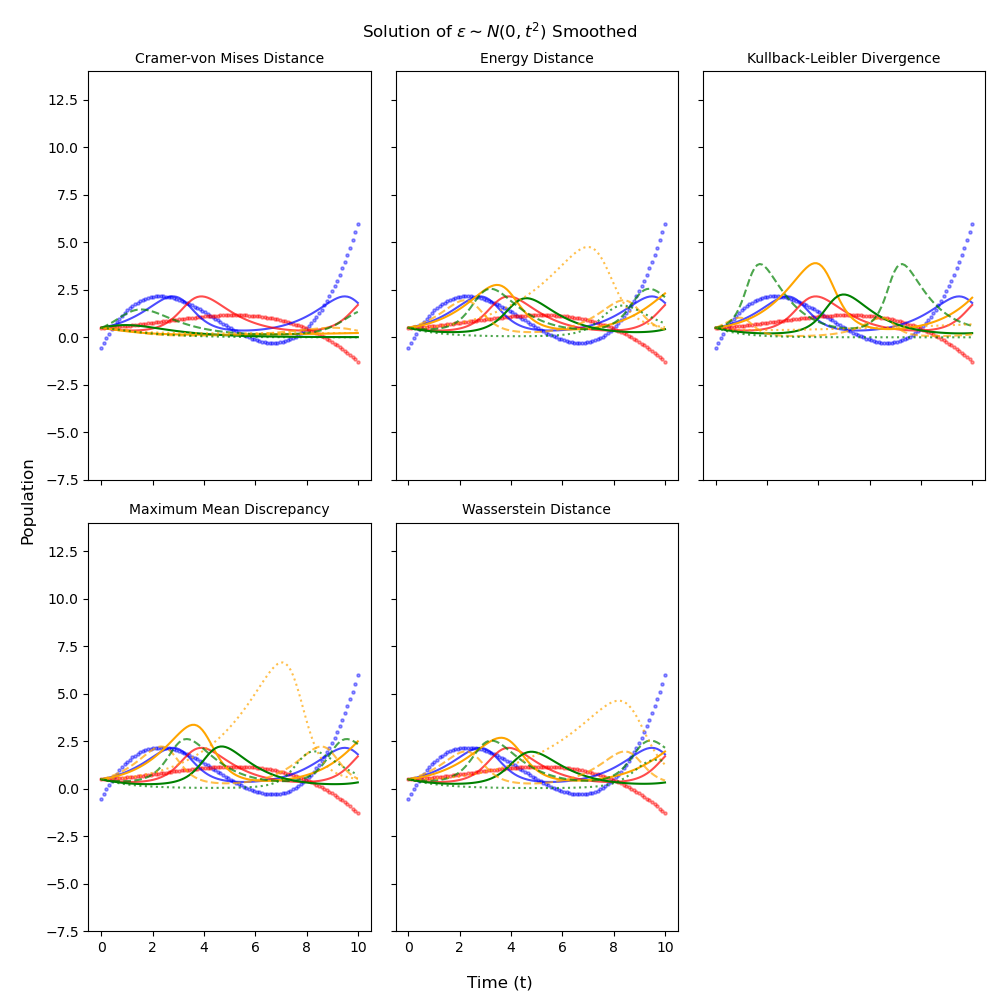 Solution of ε ~ N(0, t²) Smoothed
Cramer-von Mises Distance
Energy Distance
Kullback-Leibler Divergence
12.5
10.0
7.5
5.0
2.5
0.0
−2.5
−5.0
−7.5
Population
Maximum Mean Discrepancy
Wasserstein Distance
12.5
10.0
7.5
5.0
2.5
0.0
−2.5
−5.0
−7.5
0 2 4 6 8 10
0 2 4 6 8 10
Time (t)